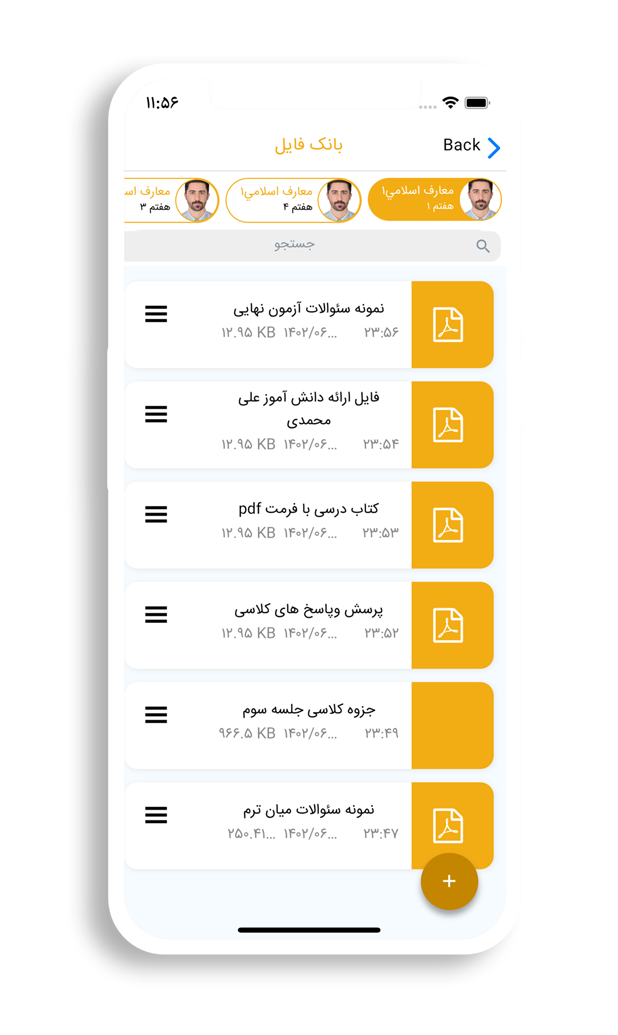 ۱۱:۵۶
Back
بانک فایل
معارف اسلامي۱
هفتم ۱
معارف اسلامي۱
هفتم ۴
معارف اس
هفتم ۳
جستجو
نمونه سئوالات آزمون نهایی
۲۳:۵۶ ۱۴۰۲/۰۶... ۱۲.۹۵ KB
فایل ارائه دانش آموز علی
محمدی
۲۳:۵۴ ۱۴۰۲/۰۶... ۱۲.۹۵ KB
کتاب درسی با فرمت pdf
۲۳:۵۳ ۱۴۰۲/۰۶... ۱۲.۹۵ KB
پرسش وپاسخ های کلاسی
۲۳:۵۲ ۱۴۰۲/۰۶... ۱۲.۹۵ KB
جزوه کلاسی جلسه سوم
۲۳:۴۹ ۱۴۰۲/۰۶... ۹۶۶.۵ KB
نمونه سئوالات میان ترم
۲۳:۴۷ ۱۴۰۲/۰۶... ۲۵۰.۴۱...
+